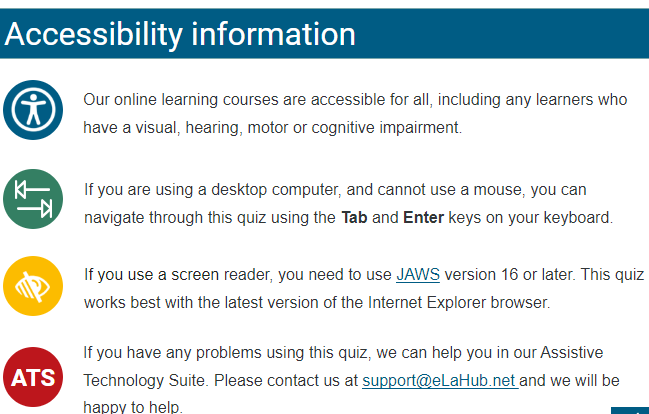 Accessibility information
Our online learning courses are accessible for all, including any learners who
have a visual, hearing, motor or cognitive impairment.
If you are using a desktop computer, and cannot use a mouse, you can
navigate through this quiz using the Tab and Enter keys on your keyboard.
If you use a screen reader, you need to use JAWS version 16 or later. This quiz
works best with the latest version of the Internet Explorer browser.
ATS
If you have any problems using this quiz, we can help you in our Assistive
Technology Suite. Please contact us at support@eLaHub.net and we will be
happy to help.